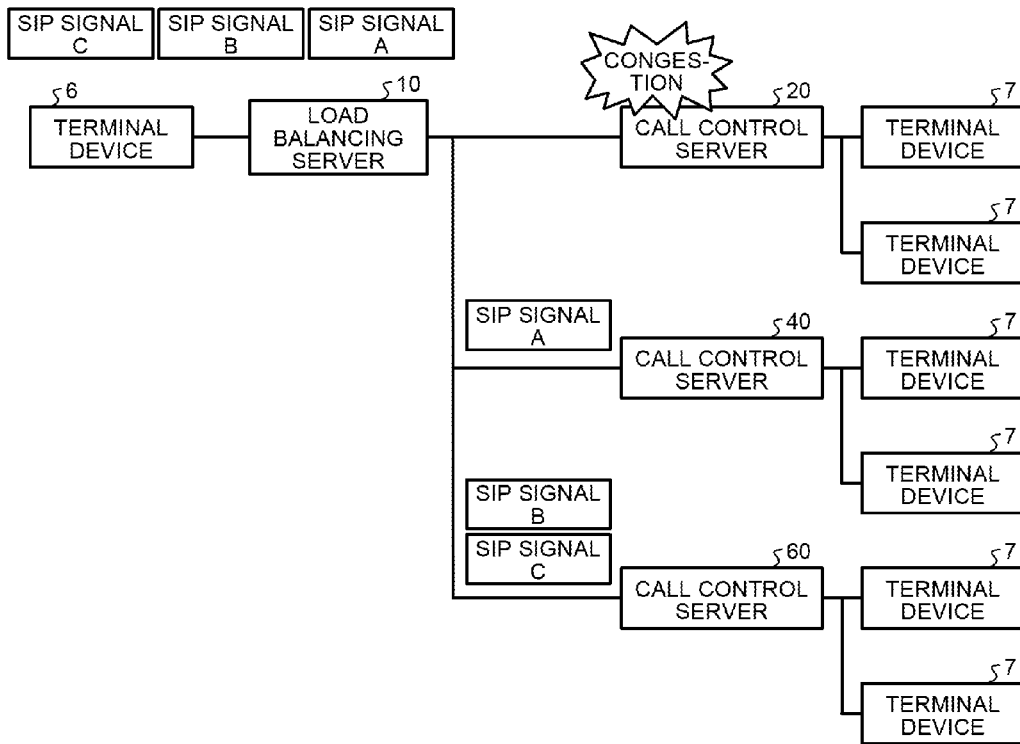 SIP SIGNAL
C
SIP SIGNAL
B
SIP SIGNAL
A
CONGES-
TION
6
TERMINAL
DEVICE
10
LOAD
BALANCING
SERVER
20
CALL CONTROL
SERVER
7
TERMINAL
DEVICE
7
TERMINAL
DEVICE
SIP SIGNAL
A
40
CALL CONTROL
SERVER
7
TERMINAL
DEVICE
7
TERMINAL
DEVICE
SIP SIGNAL
B
SIP SIGNAL
C
60
CALL CONTROL
SERVER
7
TERMINAL
DEVICE
7
TERMINAL
DEVICE